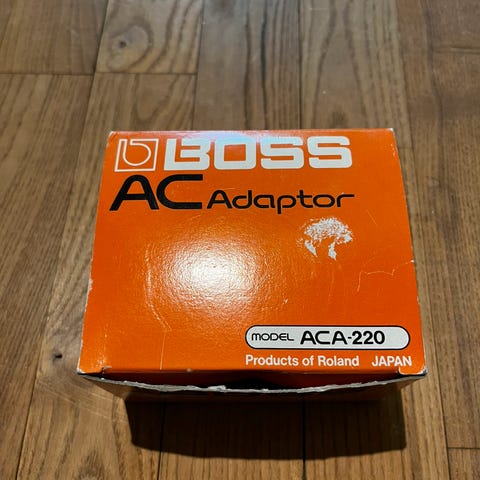 BOSS
AC Adaptor
MODEL ACA-220
Products of Roland JAPAN